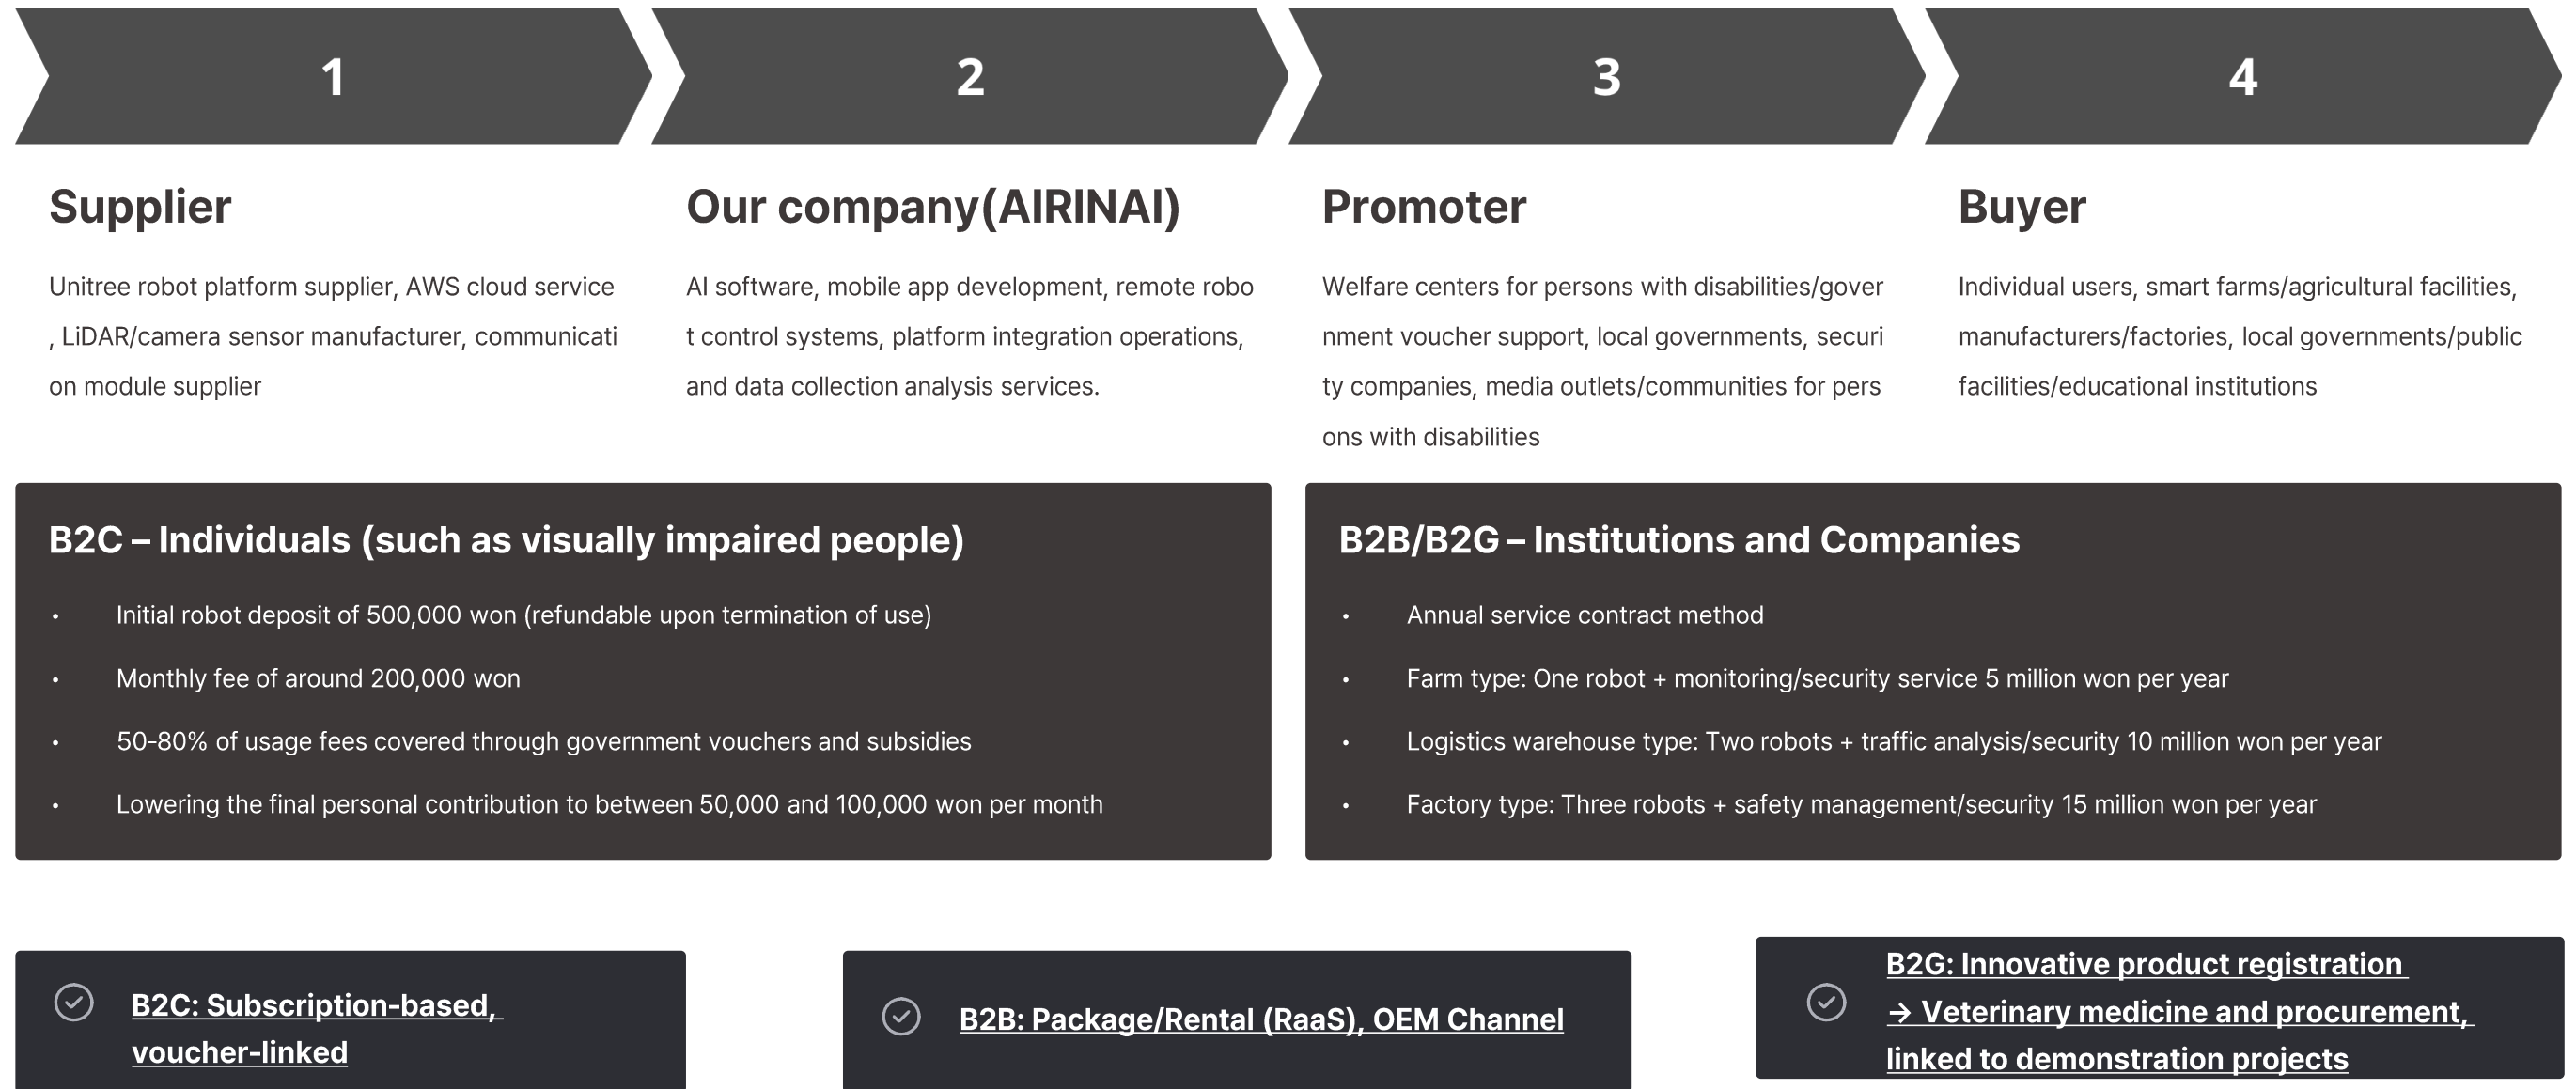 1
2
3
4
Supplier
Unitree robot platform supplier, AWS cloud service
, LiDAR/camera sensor manufacturer, communicati
on module supplier
Our company(AIRINAI)
AI software, mobile app development, remote robo
t control systems, platform integration operations,
and data collection analysis services.
Promoter
Welfare centers for persons with disabilities/gover
nment voucher support, local governments, securi
ty companies, media outlets/communities for pers
ons with disabilities
Buyer
Individual users, smart farms/agricultural facilities,
manufacturers/factories, local governments/public
facilities/educational institutions
B2C – Individuals (such as visually impaired people)
• Initial robot deposit of 500,000 won (refundable upon termination of use)
• Monthly fee of around 200,000 won
• 50-80% of usage fees covered through government vouchers and subsidies
• Lowering the final personal contribution to between 50,000 and 100,000 won per month
B2B/B2G – Institutions and Companies
• Annual service contract method
• Farm type: One robot + monitoring/security service 5 million won per year
• Logistics warehouse type: Two robots + traffic analysis/security 10 million won per year
• Factory type: Three robots + safety management/security 15 million won per year
B2C: Subscription-based,
voucher-linked
B2B: Package/Rental (RaaS), OEM Channel
B2G: Innovative product registration
→ Veterinary medicine and procurement,
linked to demonstration projects